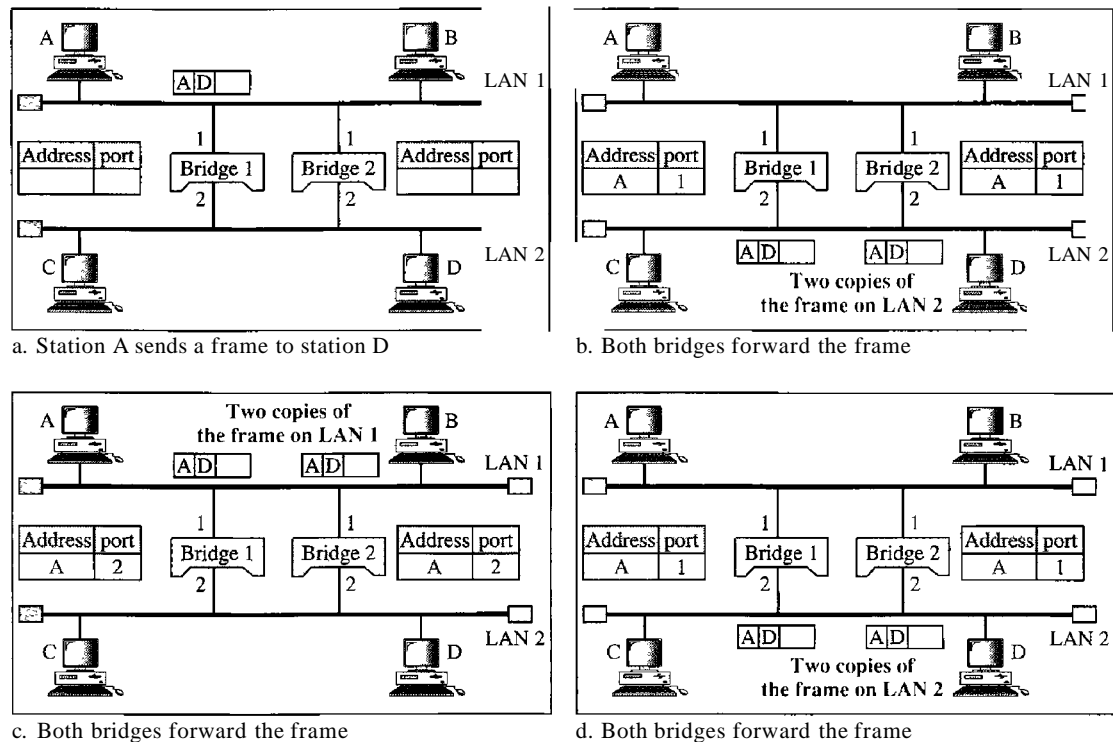 A
B
A D
LAN 1
1
1
Address port
Bridge 1
Bridge 2
Address port
2
2
LAN 2
C
D
a. Station A sends a frame to station D
A
B
LAN 1
1
1
Address port
Bridge 1
Bridge 2
Address port
A 1
A 1
2
2
LAN 2
A D
A D
C
D
Two copies of
the frame on LAN 2
b. Both bridges forward the frame
A
Two copies of
the frame on LAN 1
B
A D
A D
LAN 1
1
1
Address port
Bridge 1
Bridge 2
Address port
A 2
A 2
2
2
LAN 2
C
D
c. Both bridges forward the frame
A
B
LAN 1
1
1
Address port
Bridge 1
Bridge 2
Address port
A 1
A 1
2
2
LAN 2
A D
A D
C
D
Two copies of
the frame on LAN 2
d. Both bridges forward the frame